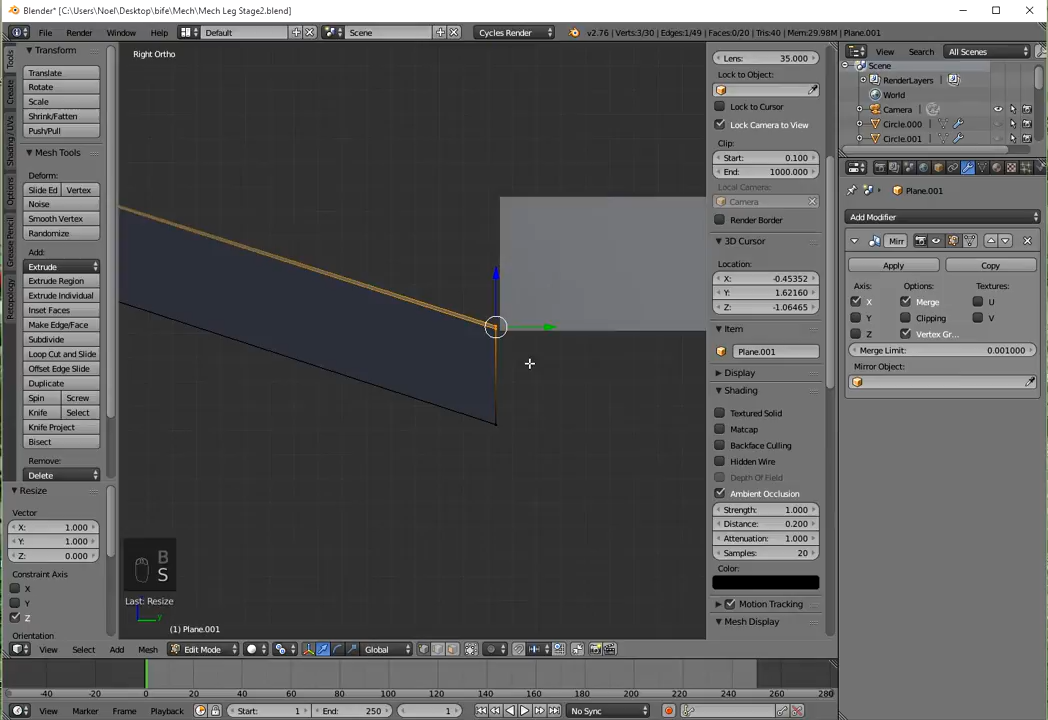 Blender* [C:\Users\Noel\Desktop\bife\Mech\Mech Leg Stage2.blend]
File Render Window Help Default Scene Cycles Render v2.76 | Verts:3/30 | Edges:1/49 | Faces:0/20 | Tris:40 | Mem:29.98M | Plane.001
Tools
Create
Shading / UVs
Options
Grease Pencil
Retopology
Transform
Translate
Rotate
Scale
Shrink/Fatten
Push/Pull
Mesh Tools
Deform:
Slide Ed Vertex
Noise
Smooth Vertex
Randomize
Add:
Extrude
Extrude Region
Extrude Individual
Inset Faces
Make Edge/Face
Subdivide
Loop Cut and Slide
Offset Edge Slide
Duplicate
Spin Screw
Knife Select
Knife Project
Bisect
Remove:
Delete
Resize
Vector
X: 1.000
Y: 1.000
Z: 0.000
Constraint Axis
X
Y
Z
Orientation
Right Ortho
B
S
Last: Resize
y
(1) Plane.001
Lens: 35.000
Lock to Object:
Lock to Cursor
Lock Camera to View
Clip:
Start: 0.100
End: 1000.000
Local Camera:
Camera
Render Border
3D Cursor
Location:
X: -0.45352
Y: 1.62160
Z: -1.06465
Item
Plane.001
Display
Shading
Textured Solid
Matcap
Backface Culling
Hidden Wire
Depth Of Field
Ambient Occlusion
Strength: 1.000
Distance: 0.200
Attenuation: 1.000
Samples: 20
Color:
Motion Tracking
Mesh Display
View Search All Scenes
Scene
RenderLayers
World
Camera
Circle.000
Circle.001
Plane.001
Add Modifier
Mirr
Apply Copy
Axis: Options: Textures:
X Merge U
Y Clipping V
Z Vertex Gr...
Merge Limit: 0.001000
Mirror Object:
View Select Add Mesh Edit Mode Global
-40 -20 0 20 40 60 80 100 120 140 160 180 200 220 240 260 280
View Marker Frame Playback Start: 1 End: 250 1 No Sync